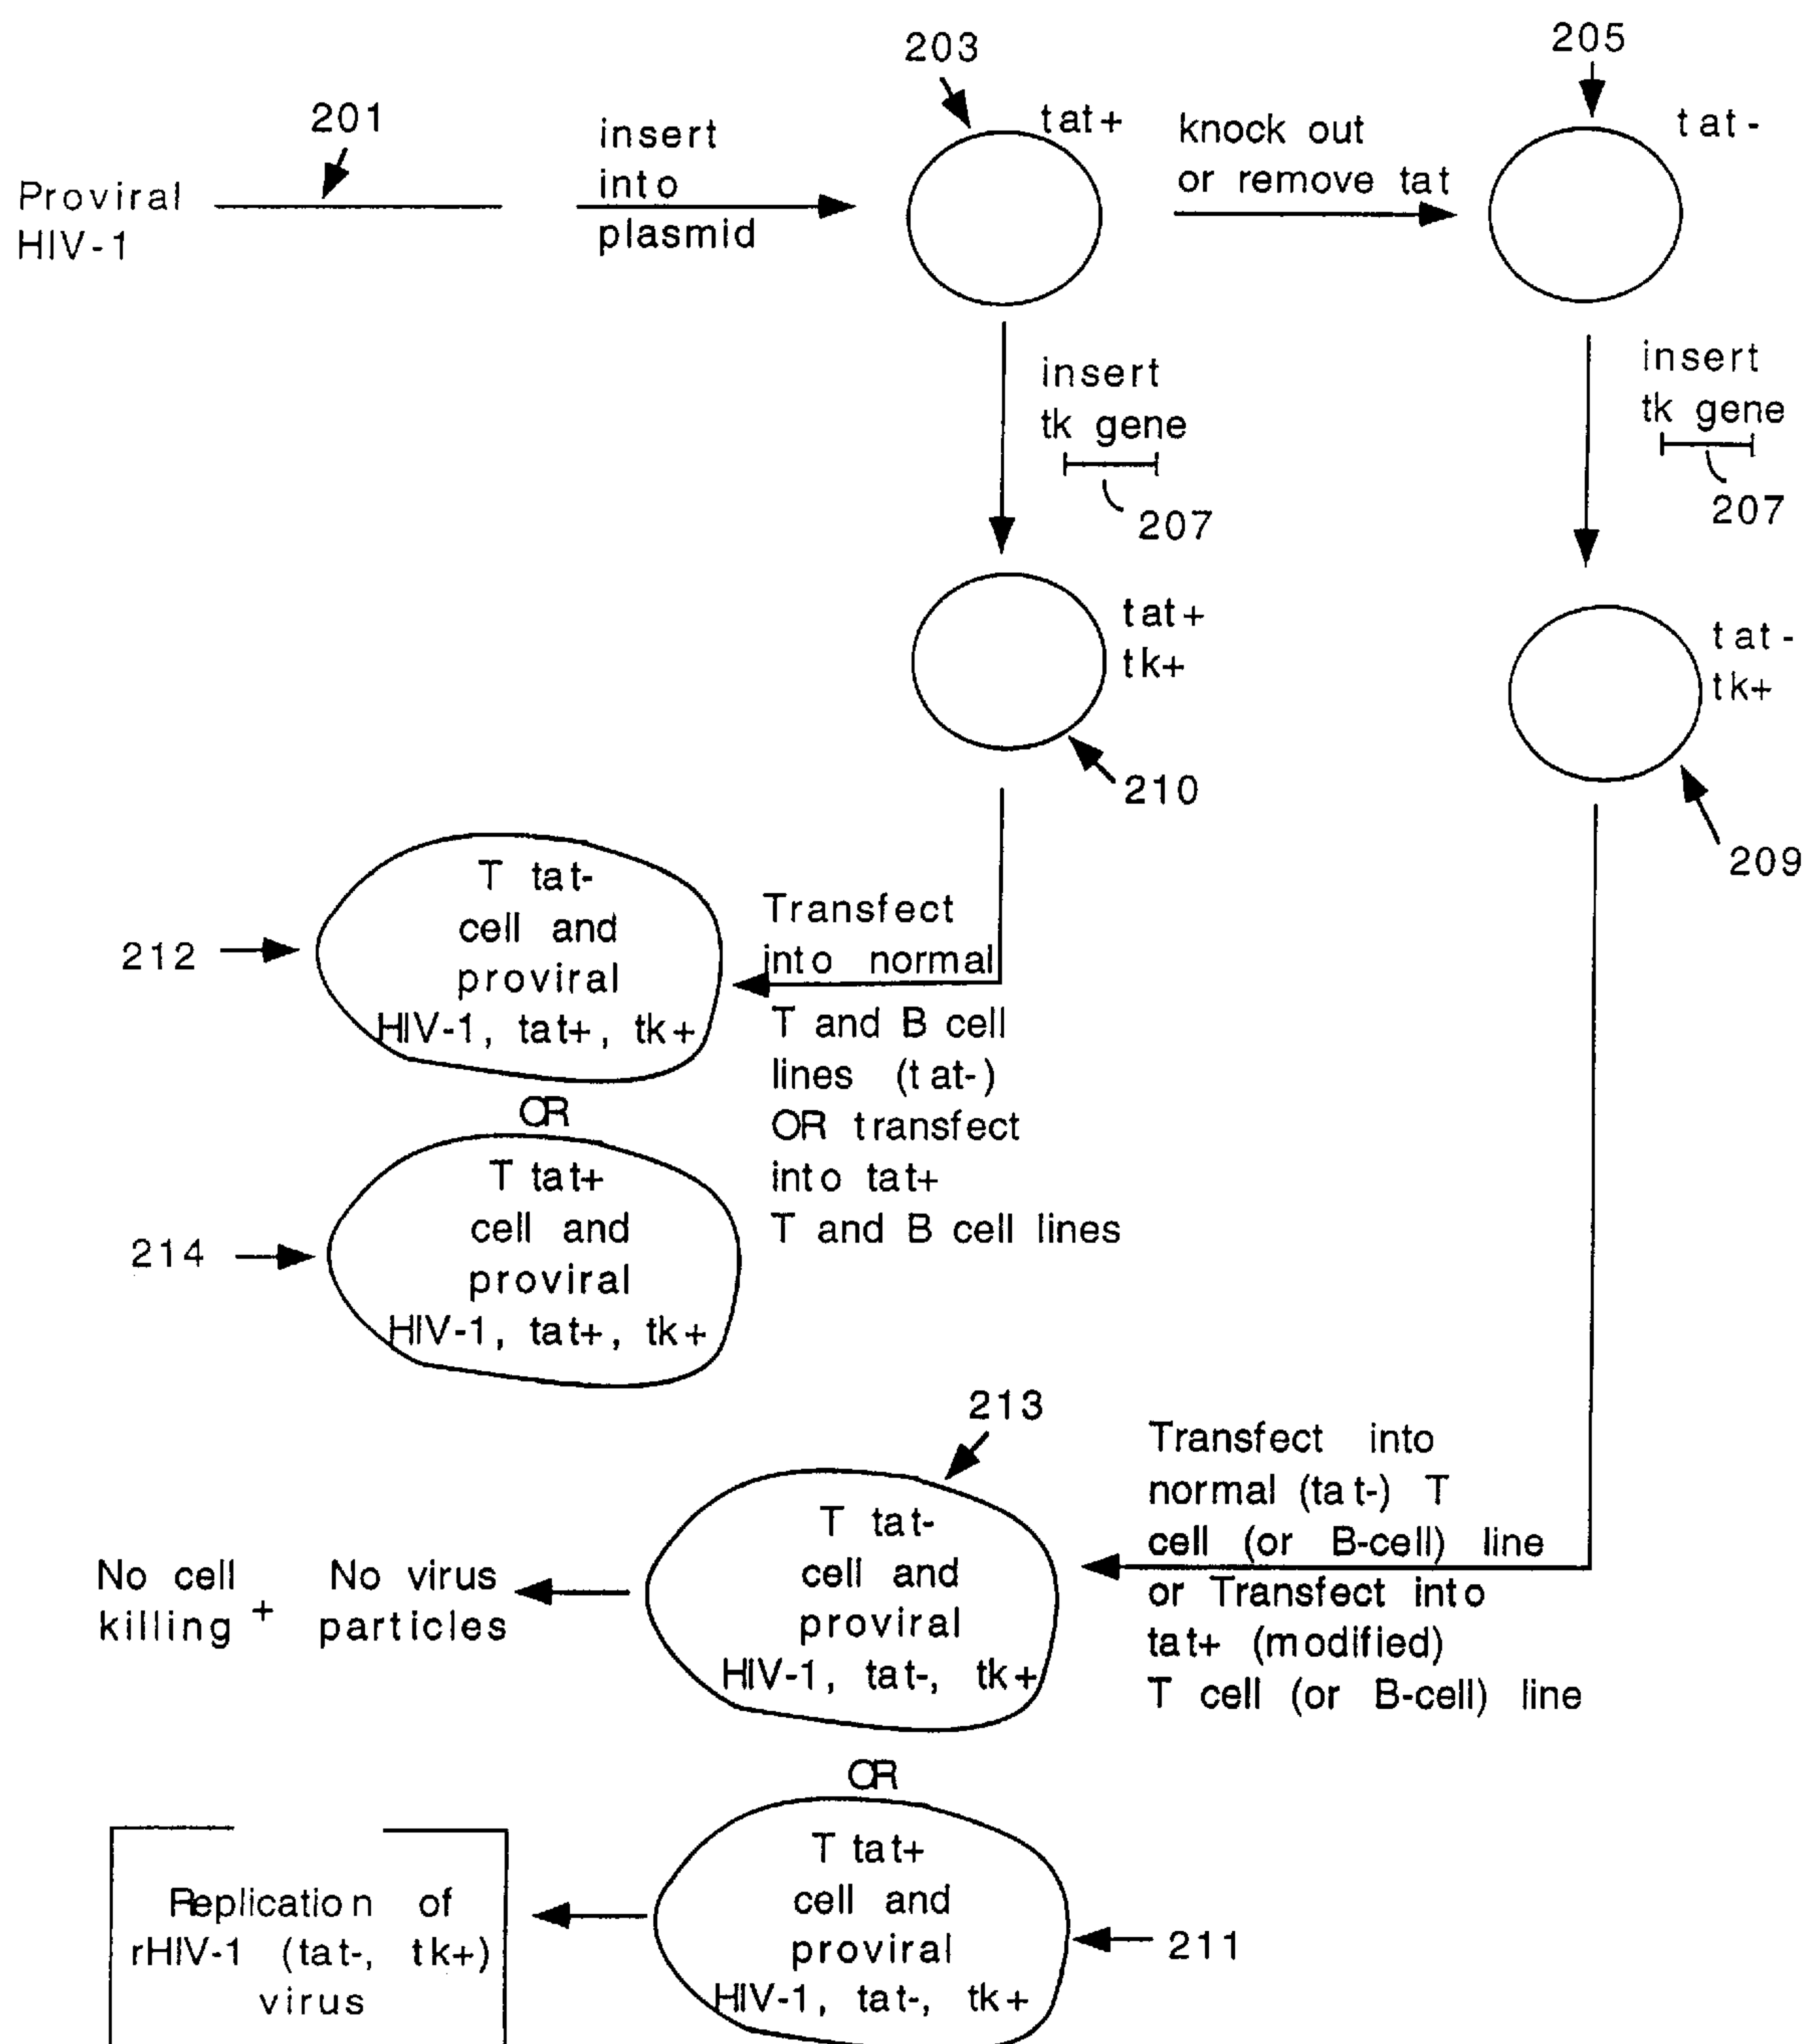 203
205
201
tat+
tat-
insert
into
plasmid
knock out
or remove tat
Proviral
HIV-1
insert
tk gene
207
insert
tk gene
207
tat+
tk+
210
tat-
tk+
209
T tat-
cell and
proviral
HIV-1, tat+, tk+
212
Transfect
into normal
T and B cell
lines (tat-)
OR transfect
into tat+
T and B cell lines
OR
T tat+
cell and
proviral
HIV-1, tat+, tk+
214
213
Transfect into
normal (tat-) T
cell (or B-cell) line
or Transfect into
tat+ (modified)
T cell (or B-cell) line
T tat-
cell and
proviral
HIV-1, tat-, tk+
No cell
killing
+
No virus
particles
OR
T tat+
cell and
proviral
HIV-1, tat-, tk+
211
Replication of
rHIV-1 (tat-, tk+)
virus